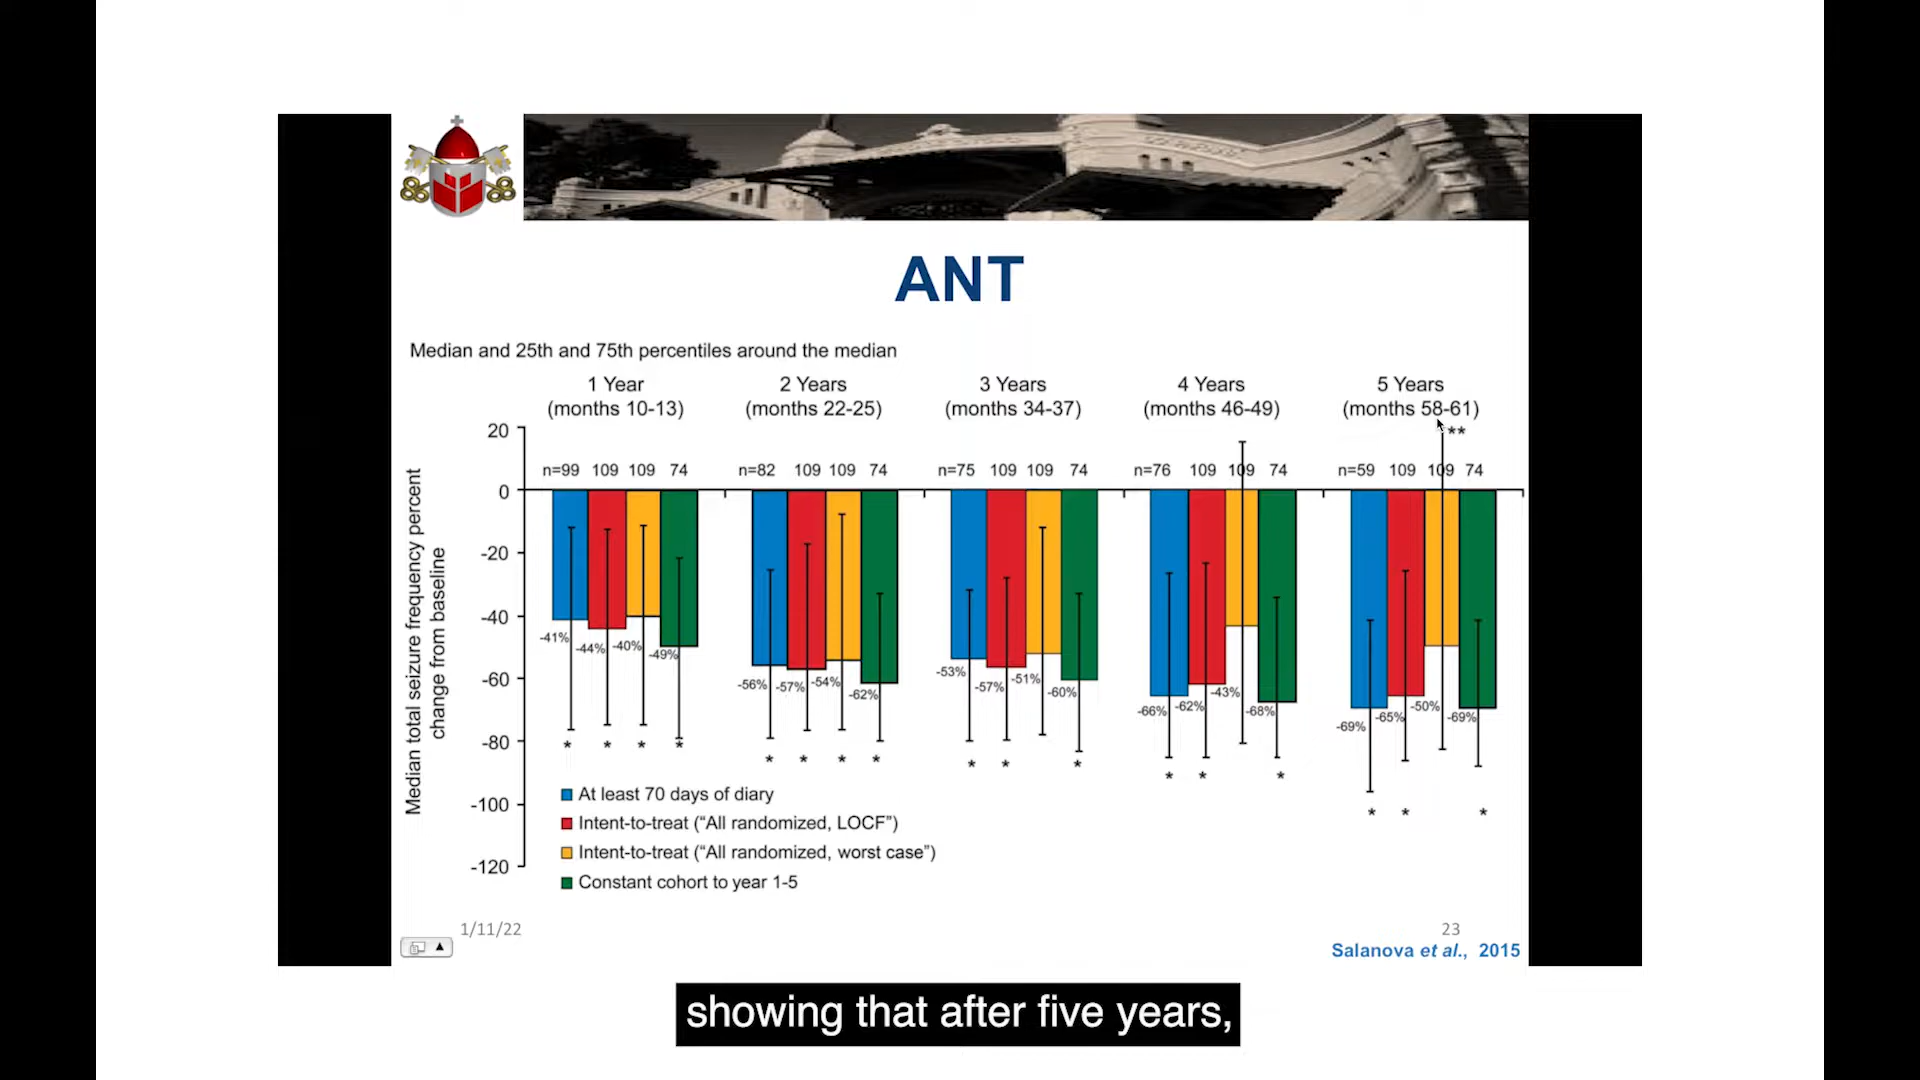 ANT
Median and 25th and 75th percentiles around the median
1 Year 2 Years 3 Years 4 Years 5 Years
(months 10-13) (months 22-25) (months 34-37) (months 46-49) (months 58-61)
**
n=99 109 109 74 n=82 109 109 74 n=75 109 109 74 n=76 109 109 74 n=59 109 109 74
Median total seizure frequency percent
change from baseline
20
0
-20
-40
-60
-80
-100
-120
-41% -44% -40% -49%
-56% -57% -54% -62%
-53% -57% -51% -60%
-66% -62% -43% -68%
-69% -65% -50% -69%
* * * *
* * * *
* * *
* * *
* * *
At least 70 days of diary
Intent-to-treat (“All randomized, LOCF”)
Intent-to-treat (“All randomized, worst case”)
Constant cohort to year 1-5
1/11/22
23
Salanova et al., 2015
showing that after five years,